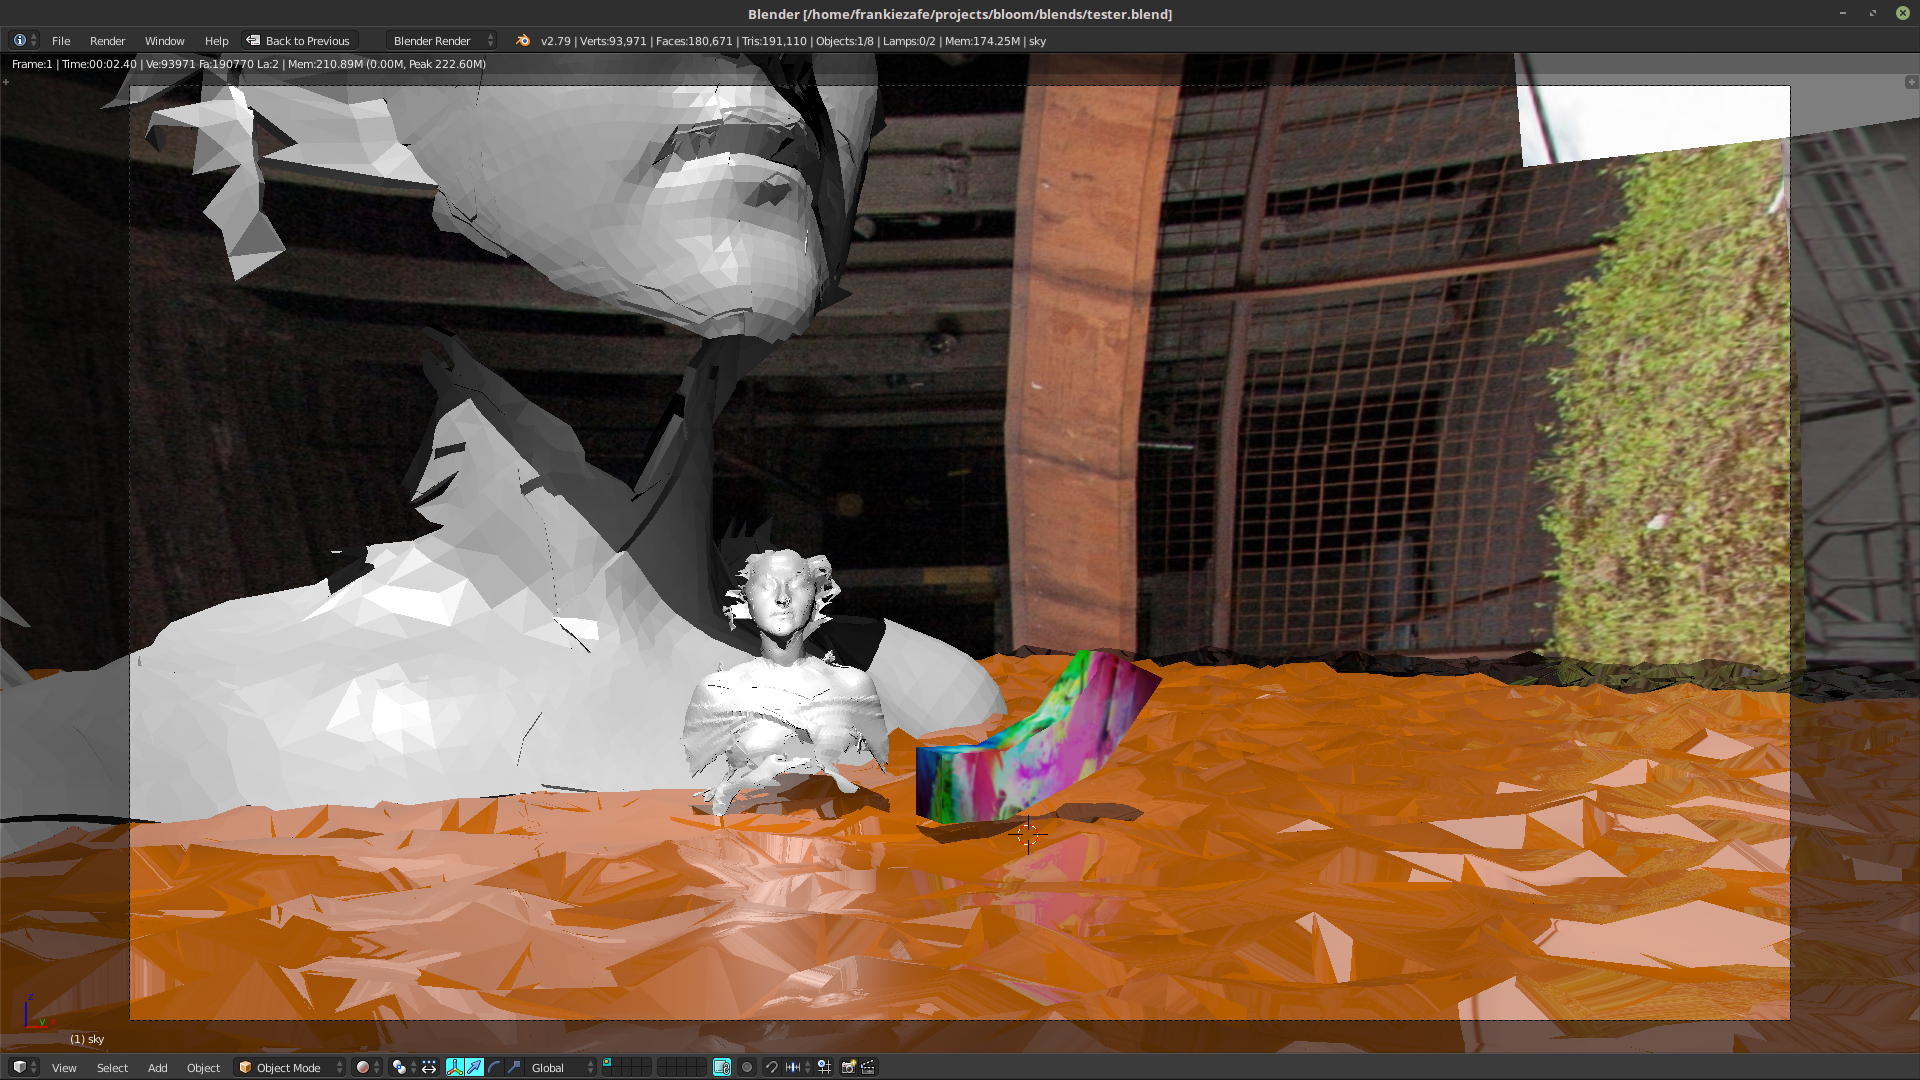 Blender [/home/frankiezafe/projects/bloom/blends/tester.blend]
File Render Window Help Back to Previous Blender Render v2.79 | Verts:93,971 | Faces:180,671 | Tris:191,110 | Objects:1/8 | Lamps:0/2 | Mem:174.25M | sky
Frame:1 | Time:00:02.40 | Ve:93971 Fa:190770 La:2 | Mem:210.89M (0.00M, Peak 222.60M)
z
y
(1) sky
View Select Add Object Object Mode Global